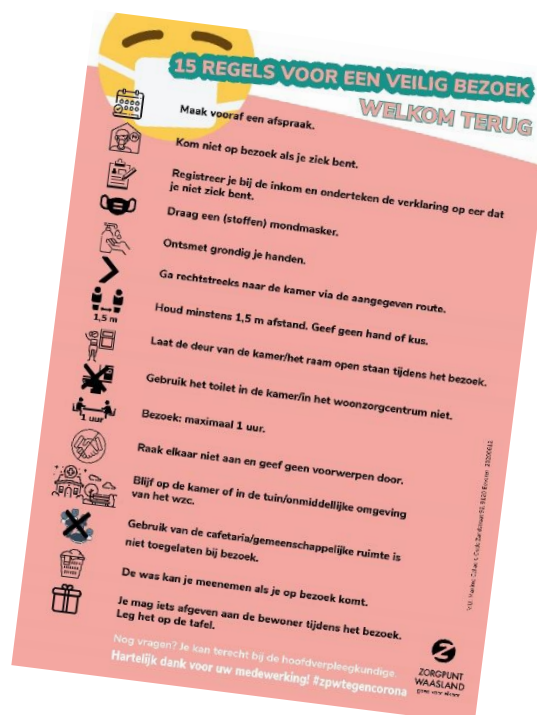 15 REGELS VOOR EEN VEILIG BEZOEK
WELKOM TERUG
Maak vooraf een afspraak.
Kom niet op bezoek als je ziek bent.
Registreer je bij de inkom en onderteken de verklaring op eer dat
je niet ziek bent.
Draag een (stoffen) mondmasker.
Ontsmet grondig je handen.
Ga rechtstreeks naar de kamer via de aangegeven route.
1,5 m
Houd minstens 1,5 m afstand. Geef geen hand of kus.
Laat de deur van de kamer/het raam open staan tijdens het bezoek.
Gebruik het toilet in de kamer/in het woonzorgcentrum niet.
1 uur
Bezoek: maximaal 1 uur.
Raak elkaar niet aan en geef geen voorwerpen door.
Blijf op de kamer of in de tuin/onmiddellijke omgeving
van het wzc.
Gebruik van de cafetaria/gemeenschappelijke ruimte is
niet toegelaten bij bezoek.
De was kan je meenemen als je op bezoek komt.
Je mag iets afgeven aan de bewoner tijdens het bezoek.
Leg het op de tafel.
Nog vragen? Je kan terecht bij de hoofdverpleegkundige.
Hartelijk dank voor uw medewerking! #zpwtegencorona
ZORGPUNT
WAASLAND